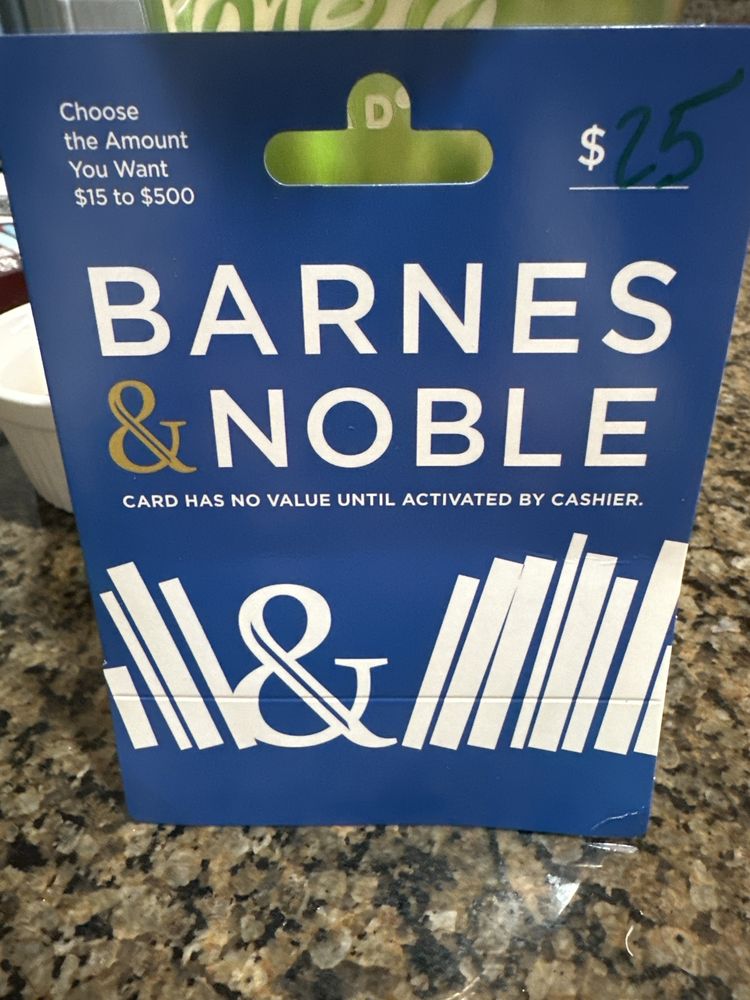 Choose
the Amount
You Want
$15 to $500
$25
D
BARNES
& NOBLE
CARD HAS NO VALUE UNTIL ACTIVATED BY CASHIER.
&